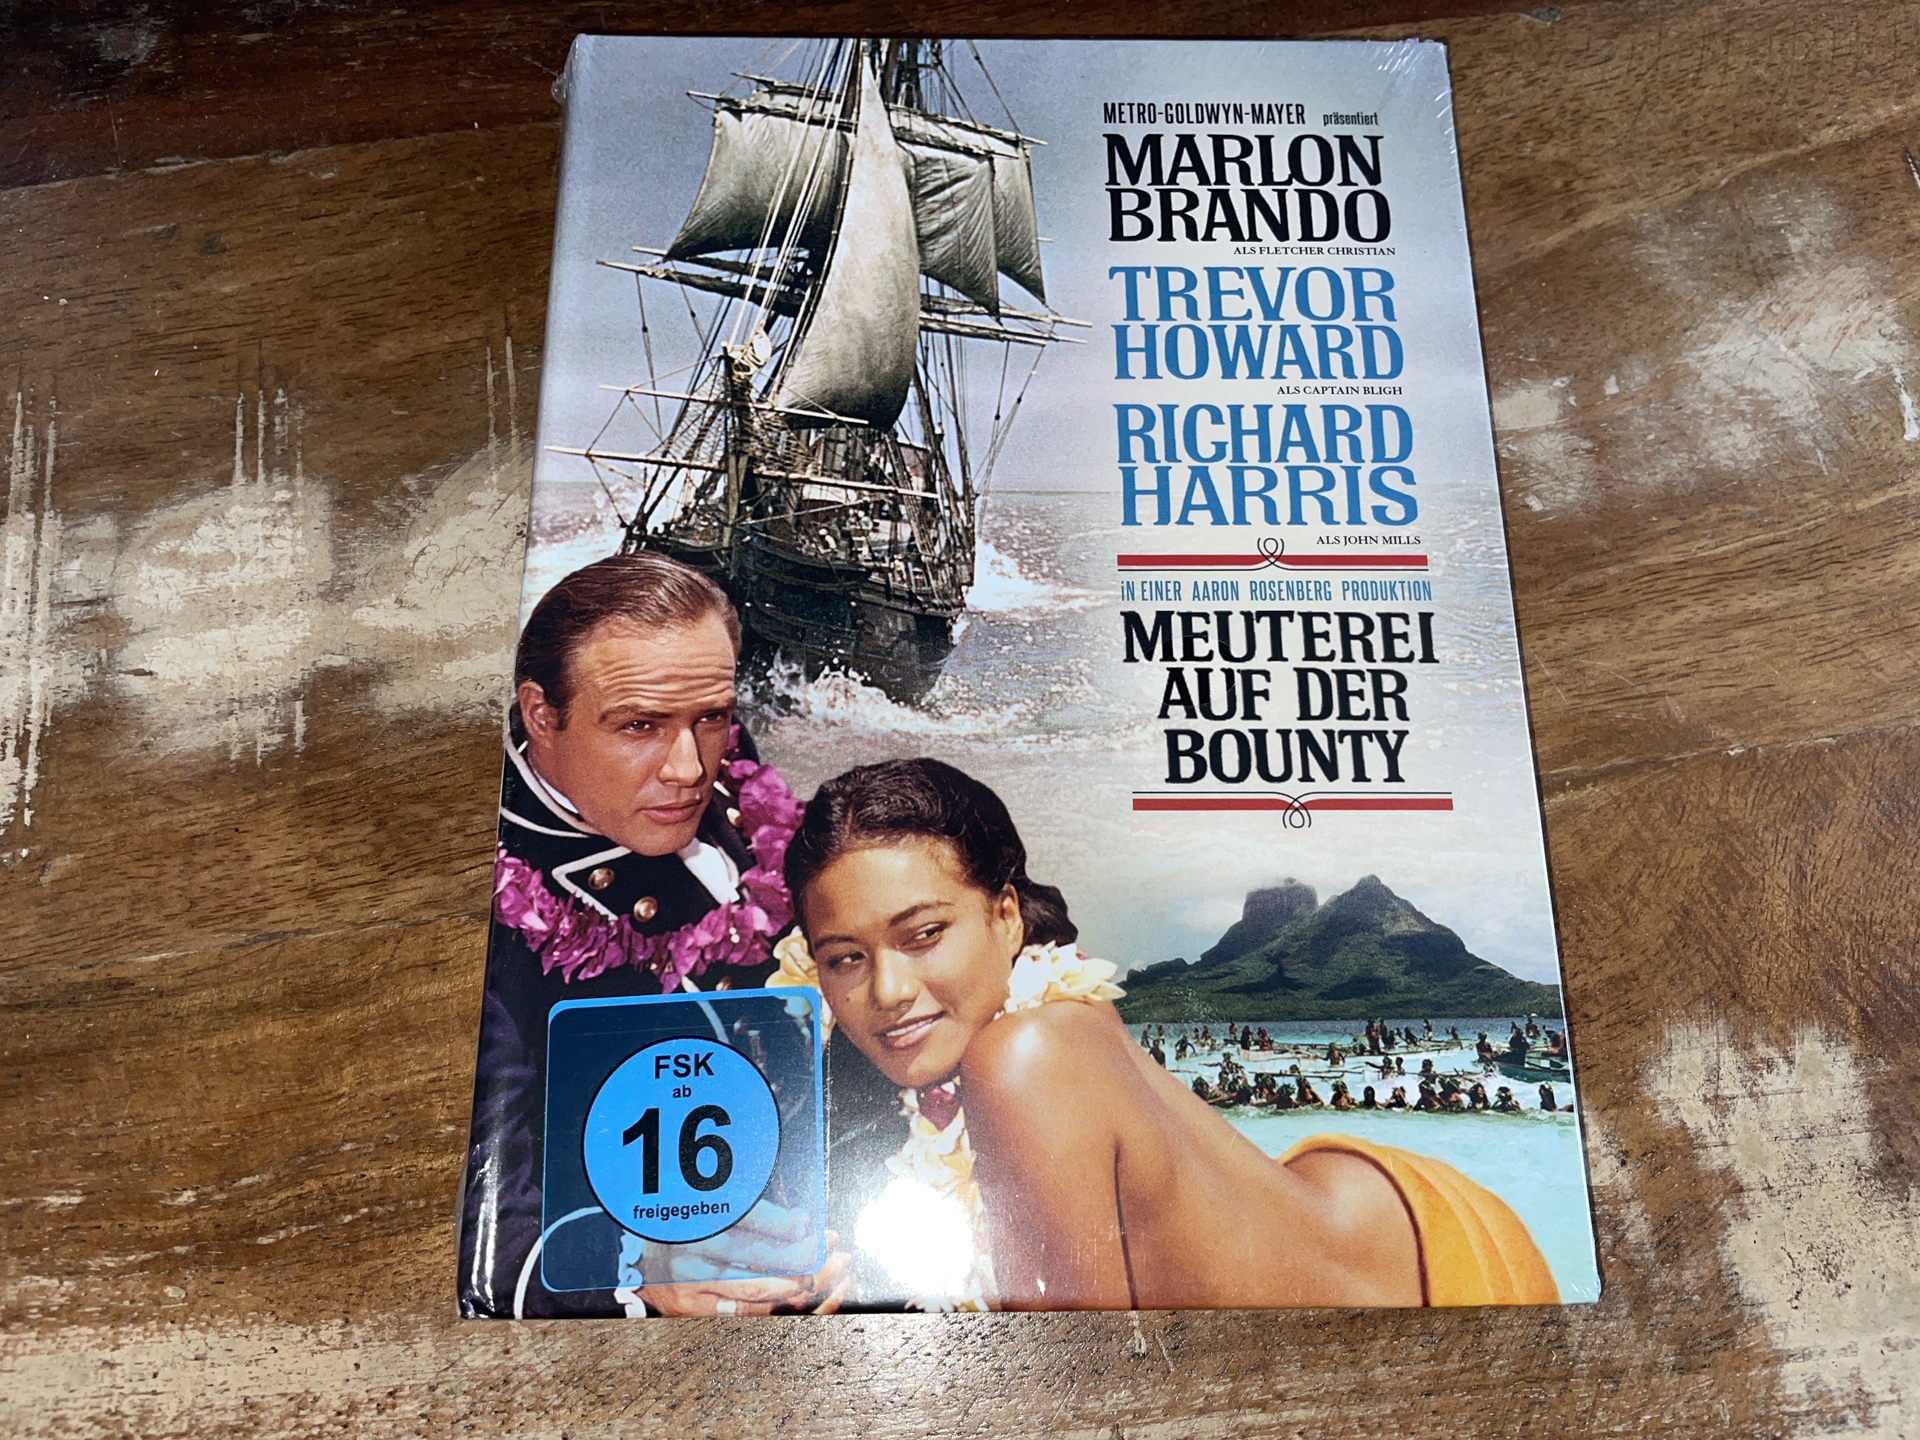 METRO-GOLDWYN-MAYER präsentiert
MARLON
BRANDO
ALS FLETCHER CHRISTIAN
TREVOR
HOWARD
ALS CAPTAIN BLIGH
RICHARD
HARRIS
ALS JOHN MILLS
iN EINER AARON ROSENBERG PRODUKTION
MEUTEREI
AUF DER
BOUNTY
FSK
ab
16
freigegeben